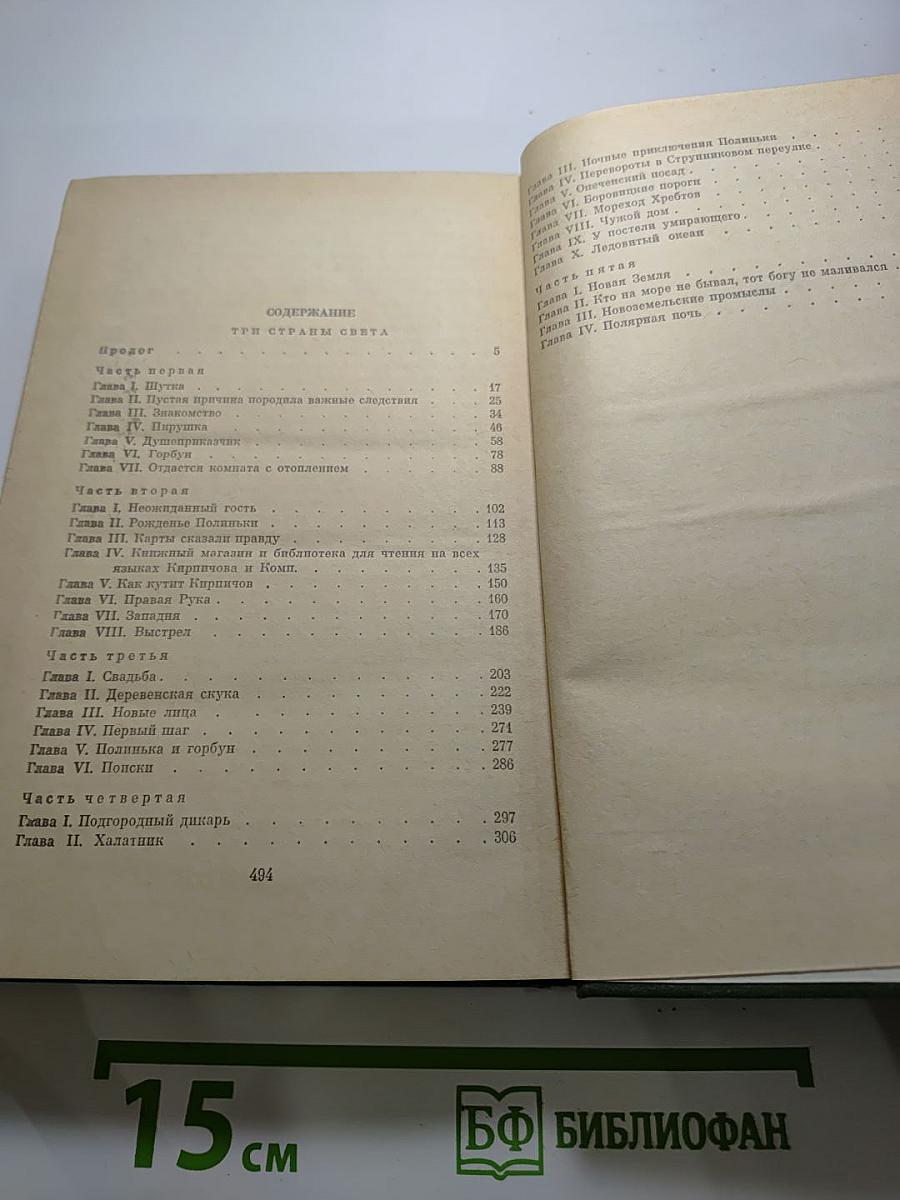 СОДЕРЖАНИЕ
ТРИ СТРАНЫ СВЕТА
Пролог . . . . . . . . . . . . . . . 5
Часть первая
Глава I. Шутка . . . . . . . . . . . . . 17
Глава II. Пустая причина породила важные следствия . . . 25
Глава III. Знакомство . . . . . . . . . . . 34
Глава IV. Пирушка . . . . . . . . . . . . 46
Глава V. Душеприказчик . . . . . . . . . . 58
Глава VI. Горбун . . . . . . . . . . . . 78
Глава VII. Отдается комната с отоплением . . . . . . 88
Часть вторая
Глава I. Неожиданный гость . . . . . . . . . 102
Глава II. Рожденье Полиньки . . . . . . . . . 113
Глава III. Карты сказали правду . . . . . . . . 128
Глава IV. Книжный магазин и библиотека для чтения на всех
языках Кирпичова и Комп. . . . . . . . 135
Глава V. Как кутит Кирпичов . . . . . . . . . 150
Глава VI. Правая Рука . . . . . . . . . . . 160
Глава VII. Западня . . . . . . . . . . . . 170
Глава VIII. Выстрел . . . . . . . . . . . 186
Часть третья
Глава I. Свадьба . . . . . . . . . . . . . 203
Глава II. Деревенская скука . . . . . . . . . 222
Глава III. Новые лица . . . . . . . . . . . 239
Глава IV. Первый шаг . . . . . . . . . . . 271
Глава V. Полинька и горбун . . . . . . . . . 277
Глава VI. Поиски . . . . . . . . . . . . 286
Часть четвертая
Глава I. Подгородный дикарь . . . . . . . . . 297
Глава II. Халатник . . . . . . . . . . . . 306
494
Глава III. Ночные приключения Полиньки . . . .
Глава IV. Перевороты в Струнниковом переулке . . .
Глава V. Опеченский посад . . . . . . .
Глава VI. Боровицкие пороги . . . . . . .
Глава VII. Мореход Хребтов . . . . . . .
Глава VIII. Чужой дом . . . . . . . .
Глава IX. У постели умирающего . . . . . .
Глава X. Ледовитый океан . . . . . . .
Часть пятая
Глава I. Новая Земля . . . . . . . .
Глава II. Кто на море не бывал, тот богу не маливался .
Глава III. Новоземельские промыслы . . . . .
Глава IV. Полярная ночь . . . . . . . .
15 см
БФ БИБЛИОФАН